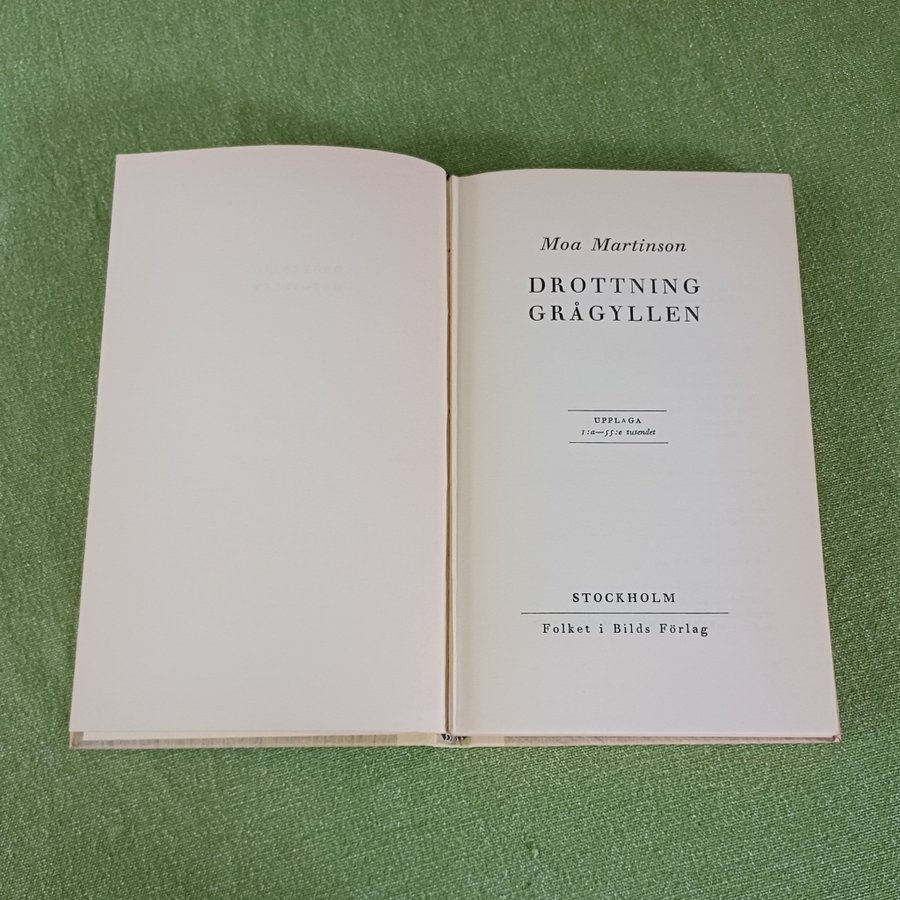 Moa Martinson
DROTTNING
GRÅGYLLEN
UPPLAGA
1:a—55:e tusendet
STOCKHOLM
Folket i Bilds Förlag